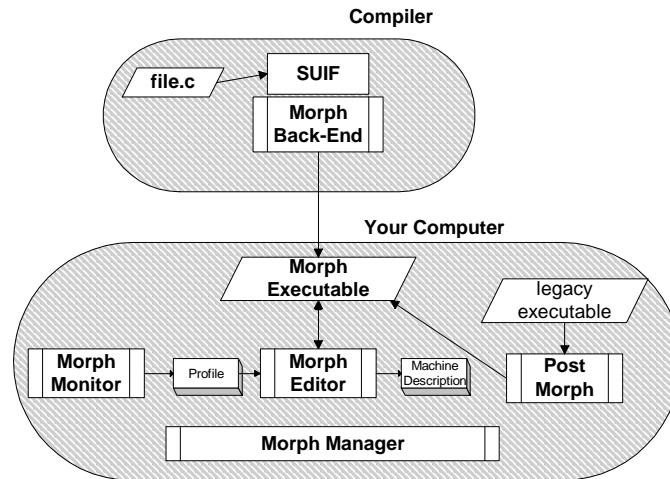 Compiler
file.c
SUIF
Morph
Back-End
Your Computer
Morph
Executable
legacy
executable
Morph
Monitor
Profile
Morph
Editor
Machine
Description
Post
Morph
Morph Manager